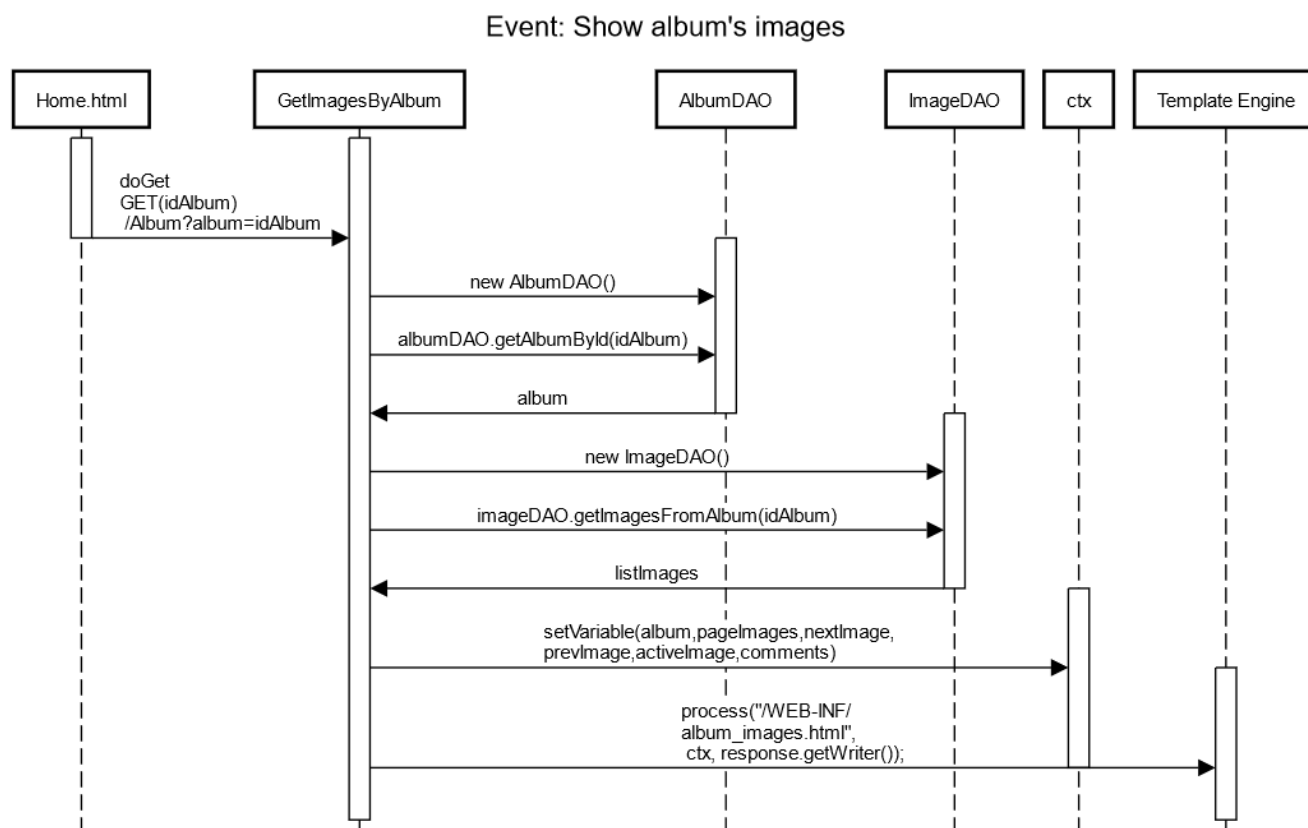 Event: Show album's images
Home.html
GetImagesByAlbum
AlbumDAO
ImageDAO
ctx
Template Engine
doGet
GET(idAlbum)
/Album?album=idAlbum
new AlbumDAO()
albumDAO.getAlbumById(idAlbum)
album
new ImageDAO()
imageDAO.getImagesFromAlbum(idAlbum)
listImages
setVariable(album,pageImages,nextImage,
prevImage,activeImage,comments)
process("/WEB-INF/
album_images.html",
ctx, response.getWriter());